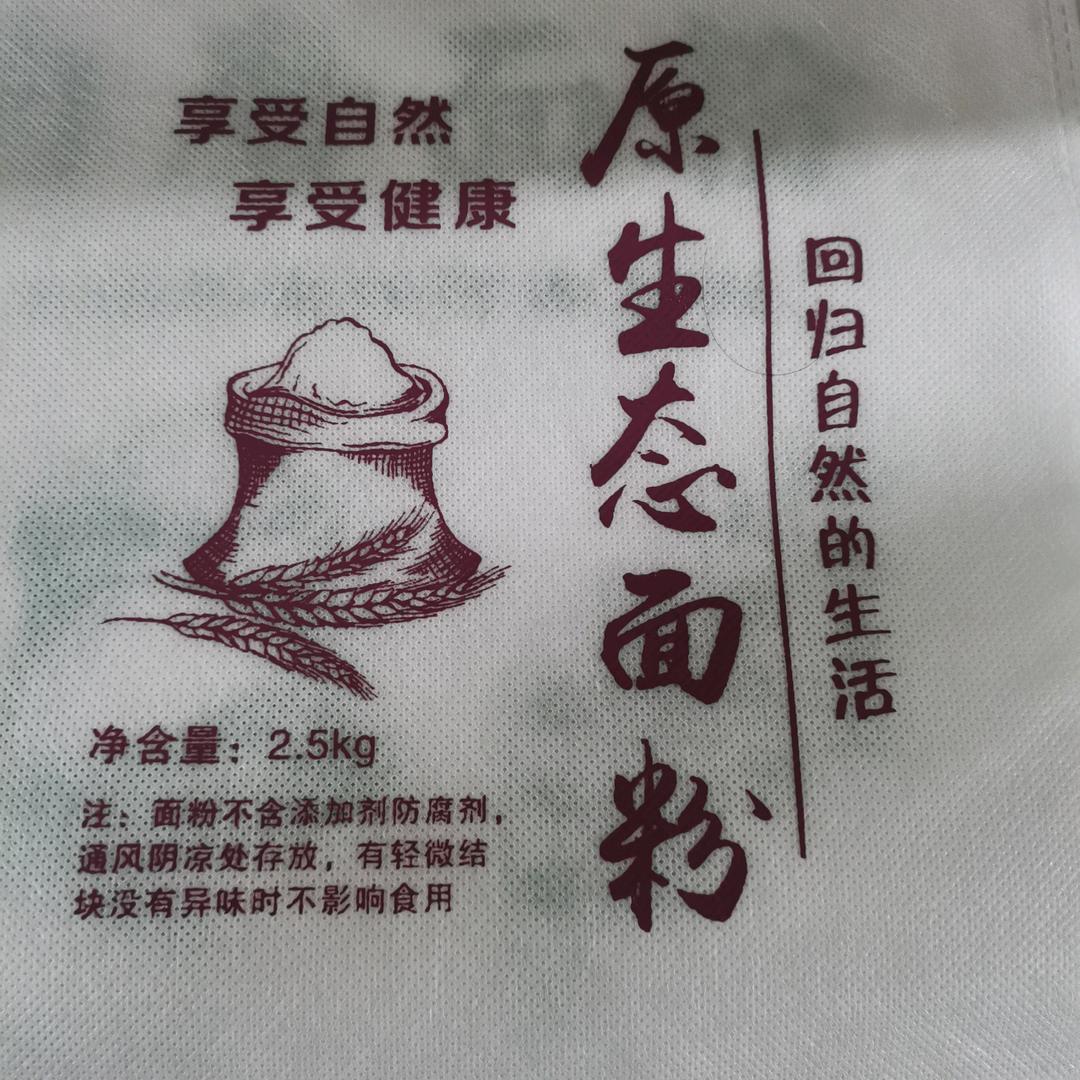 享受自然
享受健康
原生态面粉
回归自然的生活
净含量：2.5kg
注：面粉不含添加剂防腐剂，
通风阴凉处存放，有轻微结
块没有异味时不影响食用